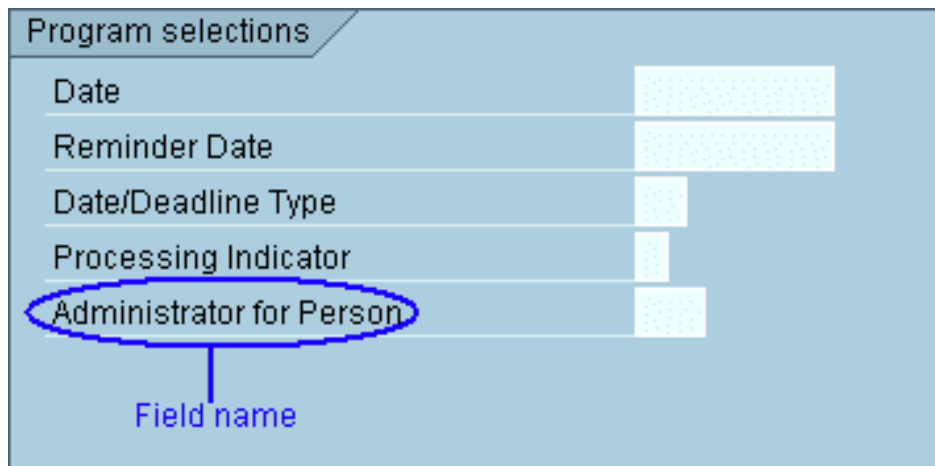 Program selections
Date
Reminder Date
Date/Deadline Type
Processing Indicator
Administrator for Person
Field name